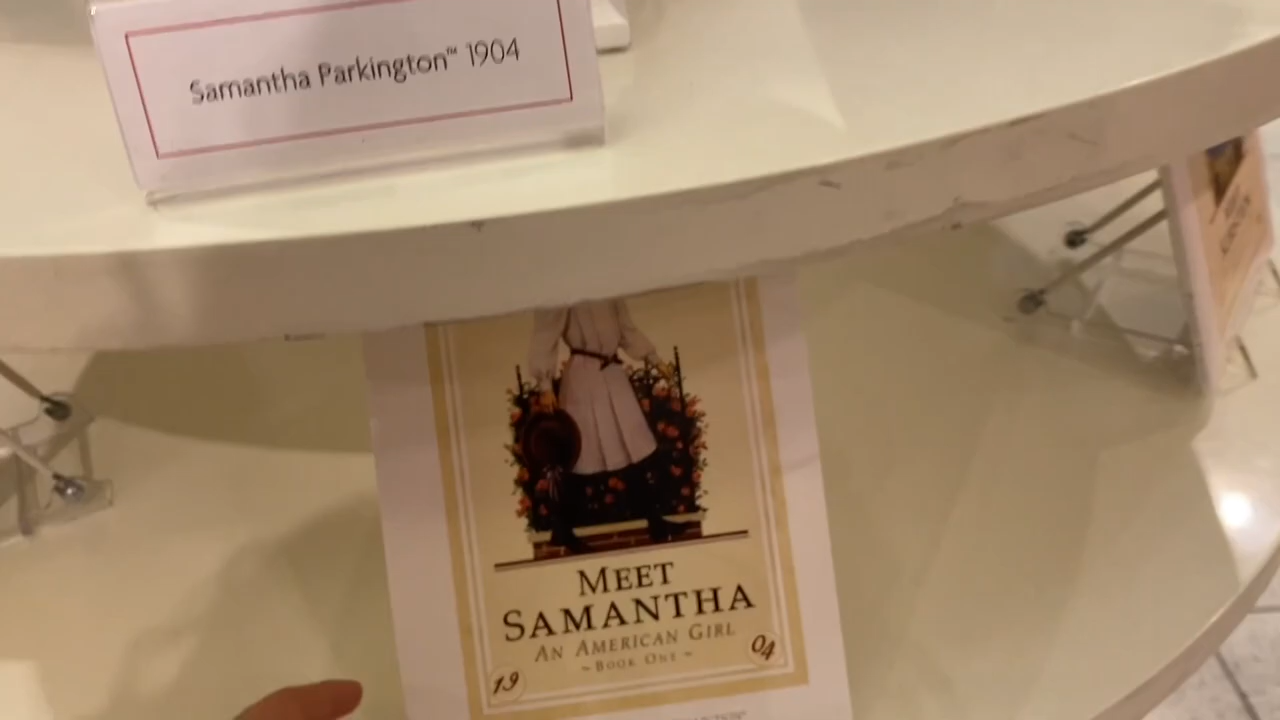 Samantha Parkington™ 1904
MEET
SAMANTHA
AN AMERICAN GIRL
~BOOK ONE~
19
04